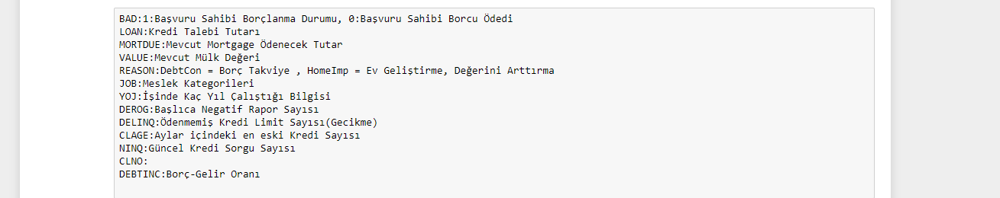 BAD:1:Başvuru Sahibi Borçlanma Durumu, 0:Başvuru Sahibi Borcu Ödedi
LOAN:Kredi Talebi Tutarı
MORTDUE:Mevcut Mortgage Ödenecek Tutar
VALUE:Mevcut Mülk Değeri
REASON:DebtCon = Borç Takviye , HomeImp = Ev Geliştirme, Değerini Arttırma
JOB:Meslek Kategorileri
YOJ:İşinde Kaç Yıl Çalıştığı Bilgisi
DEROG:Başlıca Negatif Rapor Sayısı
DELINQ:Ödenmemiş Kredi Limit Sayısı(Gecikme)
CLAGE:Aylar içindeki en eski Kredi Sayısı
NINQ:Güncel Kredi Sorgu Sayısı
CLNO:
DEBTINC:Borç-Gelir Oranı